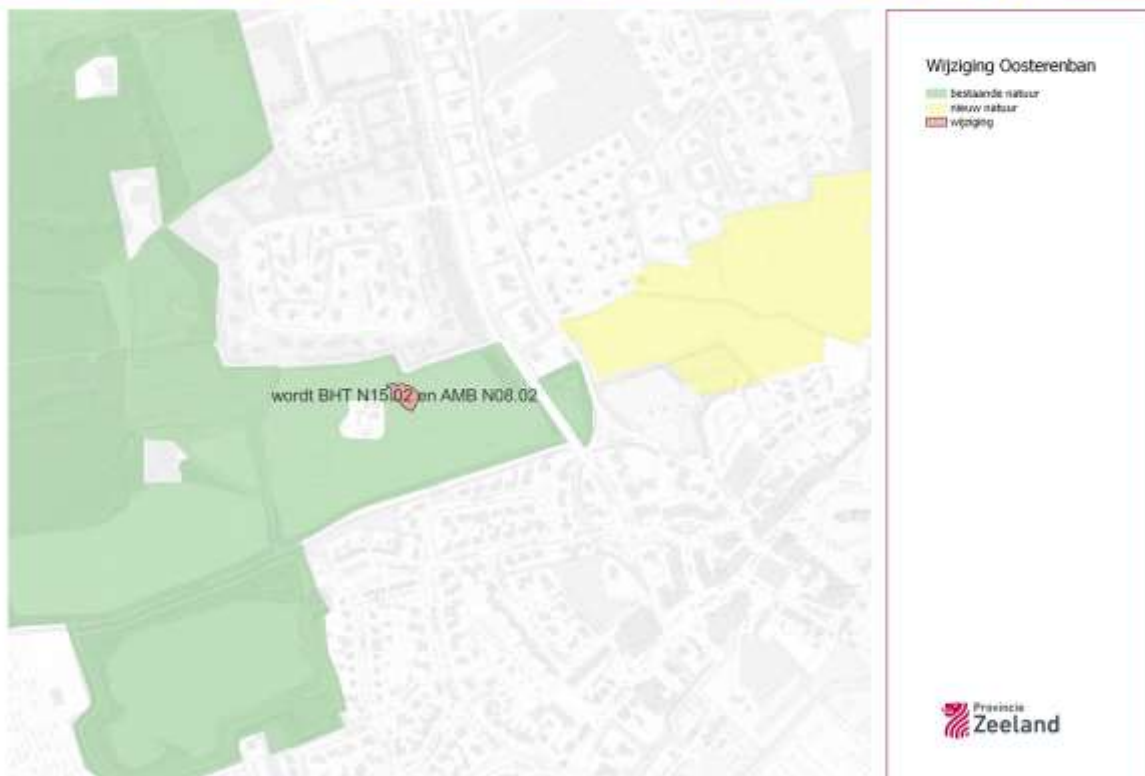 Wijziging Oosterenban
bestaande natuur
nieuw natuur
wijziging
wordt BHT N15.02 en AMB N08.02
Provincie
Zeeland